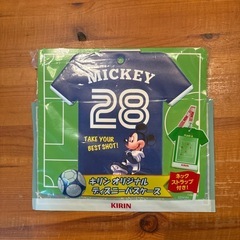 MICKEY
28
TAKE YOUR
BEST SHOT!
キリン オリジナル
ディズニーパスケース
ネック
ストラップ
付き!
KIRIN